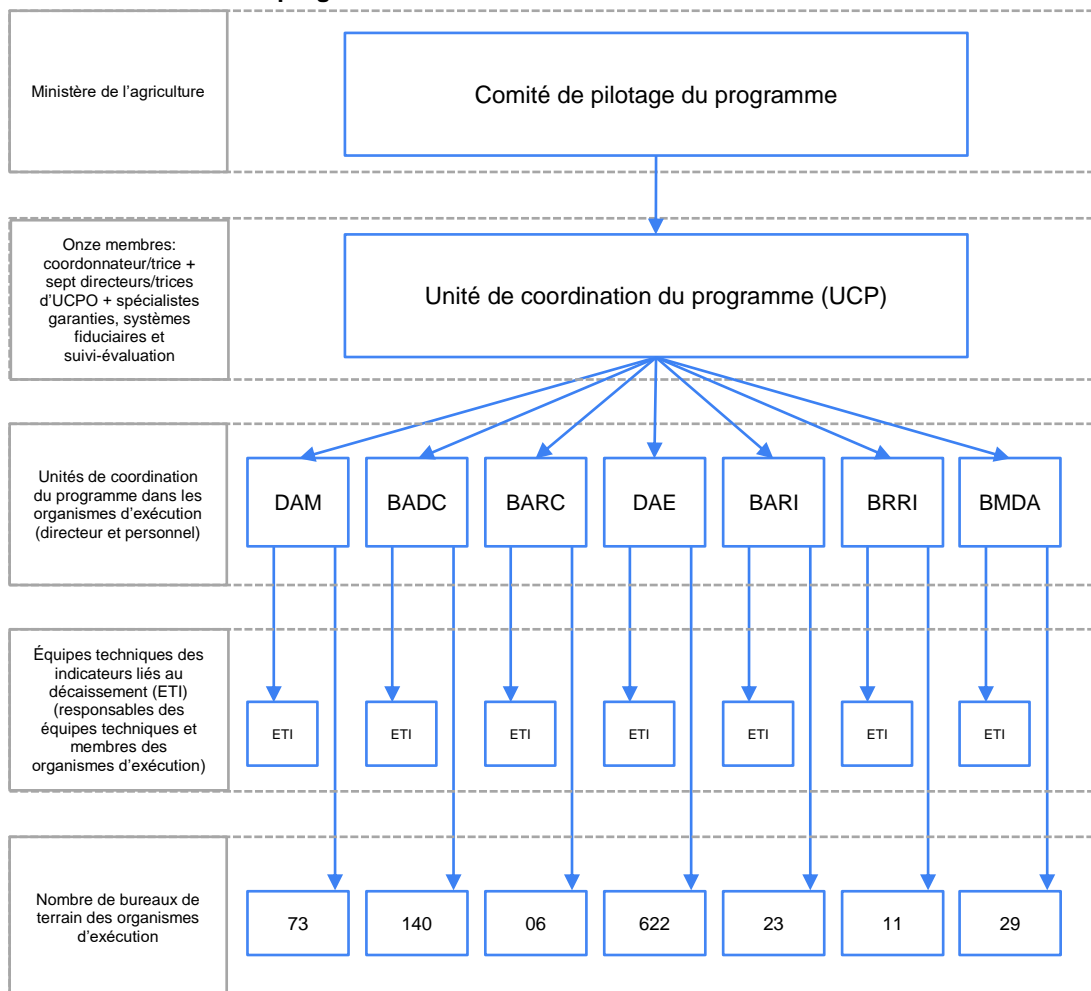 Ministère de l'agriculture
Comité de pilotage du programme
Onze membres:
coordonnateur/trice +
sept directeurs/trices
d'UCPO + spécialistes
garanties, systèmes
fiduciaires et
suivi-évaluation
Unité de coordination du programme (UCP)
Unités de coordination
du programme dans les
organismes d'exécution
(directeur et personnel)
DAM
BADC
BARC
DAE
BARI
BRRI
BMDA
Équipes techniques des
indicateurs liés au
décaissement (ETI)
(responsables des
équipes techniques et
membres des
organismes d'exécution)
ETI
ETI
ETI
ETI
ETI
ETI
ETI
Nombre de bureaux de
terrain des organismes
d'exécution
73
140
06
622
23
11
29